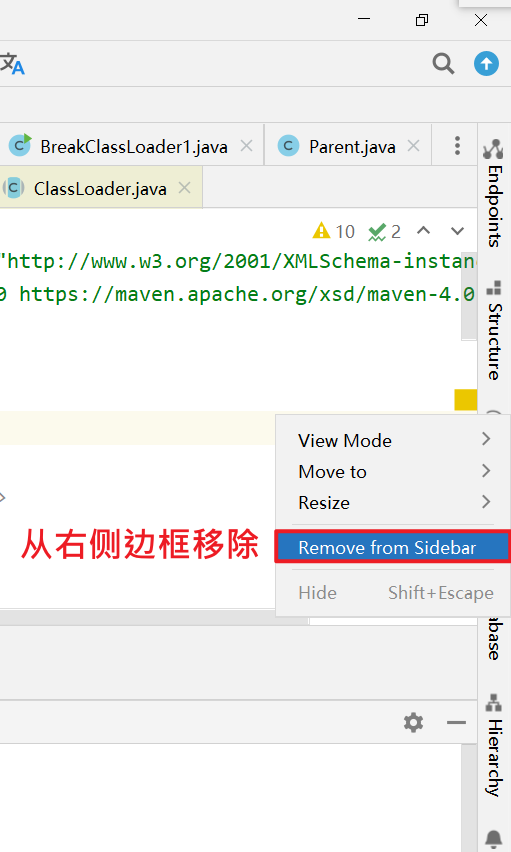 BreakClassLoader1.java
Parent.java
ClassLoader.java
10
2
"http://www.w3.org/2001/XMLSchema-instan
0 https://maven.apache.org/xsd/maven-4.0
View Mode
Move to
Resize
从右侧边框移除
Remove from Sidebar
Hide Shift+Escape
Endpoints
Structure
abase
Hierarchy